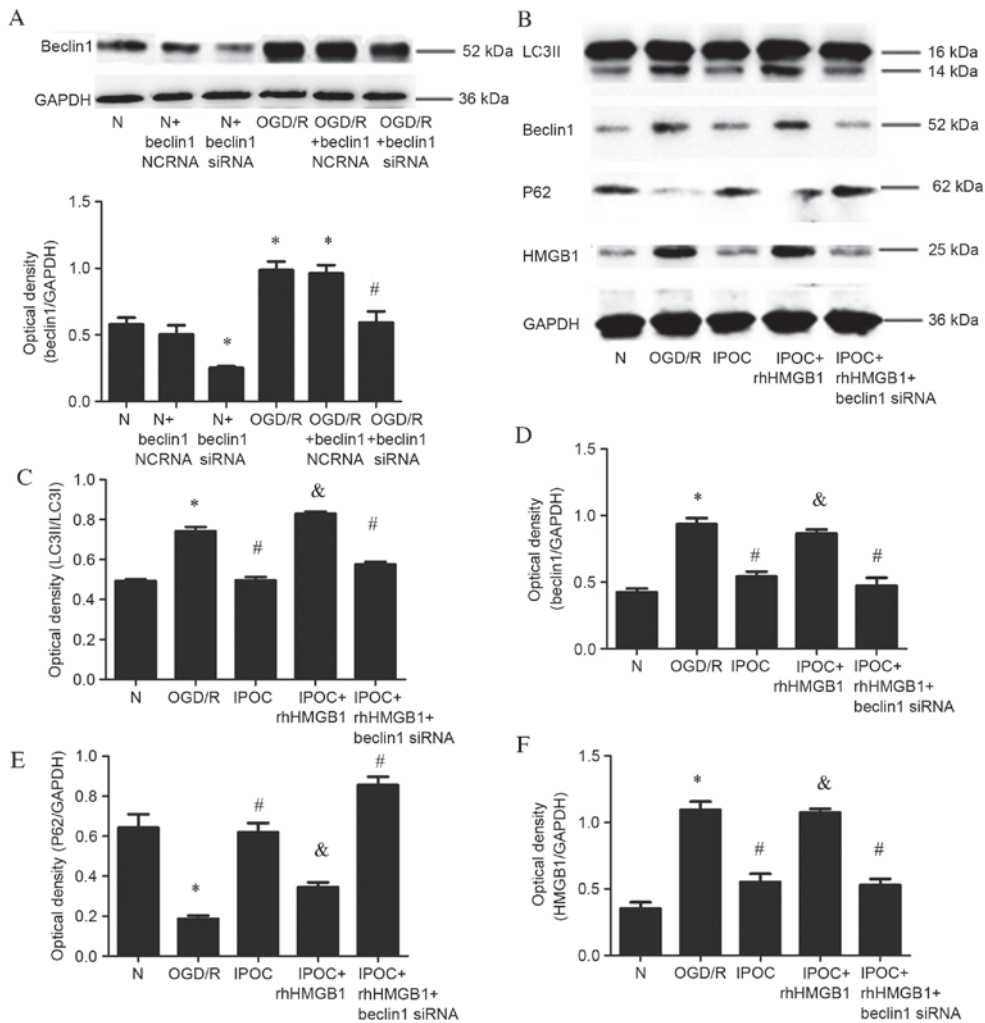 A
Beclin1
52 kDa
GAPDH
36 kDa
N
N+
beclin1
NCRNA
N+
beclin1
siRNA
OGD/R
OGD/R
+beclin1
NCRNA
OGD/R
+beclin1
siRNA
Optical density
(beclin1/GAPDH)
1.5
1.0
0.5
0.0
*
*
*
#
N
N+
beclin1
NCRNA
N+
beclin1
siRNA
OGD/R
OGD/R
+beclin1
NCRNA
OGD/R
+beclin1
siRNA
B
LC3II
16 kDa
14 kDa
Beclin1
52 kDa
P62
62 kDa
HMGB1
25 kDa
GAPDH
36 kDa
N
OGD/R
IPOC
IPOC+
rhHMGB1
IPOC+
rhHMGB1+
beclin1 siRNA
C
Optical density (LC3II/LC3I)
1.0
0.8
0.6
0.4
0.2
0.0
*
#
&
#
N
OGD/R
IPOC
IPOC+
rhHMGB1
IPOC+
rhHMGB1+
beclin1 siRNA
D
Optical density
(beclin1/GAPDH)
1.5
1.0
0.5
0.0
*
#
&
#
N
OGD/R
IPOC
IPOC+
rhHMGB1
IPOC+
rhHMGB1+
beclin1 siRNA
E
Optical density (P62/GAPDH)
1.0
0.8
0.6
0.4
0.2
0.0
*
#
&
#
N
OGD/R
IPOC
IPOC+
rhHMGB1
IPOC+
rhHMGB1+
beclin1 siRNA
F
Optical density
(HMGB1/GAPDH)
1.5
1.0
0.5
0.0
*
#
&
#
N
OGD/R
IPOC
IPOC+
rhHMGB1
IPOC+
rhHMGB1+
beclin1 siRNA